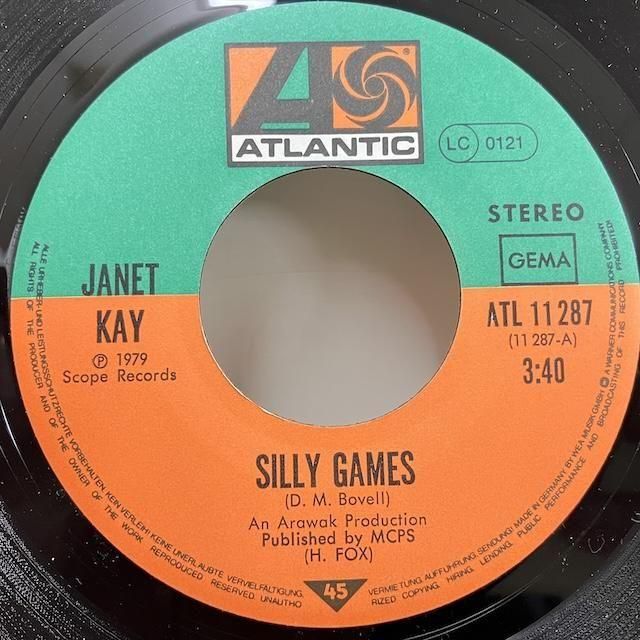 ATLANTIC
®
LC 0121
STEREO
GEMA
JANET
KAY
℗ 1979
Scope Records
ATL 11 287
(11 287-A)
3:40
SILLY GAMES
(D. M. Bovell)
An Arawak Production
Published by MCPS
(H. FOX)
45
ALLE URHEBER- UND LEISTUNGSSCHUTZRECHTE VORBEHALTEN. KEIN VERLEIH! KEINE UNERLAUBTE VERVIELFÄLTIGUNG,
VERMIETUNG, AUFFÜHRUNG, SENDUNG! MADE IN GERMANY BY WEA MUSIK GMBH. A WARNER COMMUNICATIONS COMPANY
ALL RIGHTS OF THE PRODUCER AND OF THE OWNER OF THE WORK REPRODUCED RESERVED. UNAUTHO
RIZED COPYING, HIRING, LENDING, PUBLIC PERFORMANCE AND BROADCASTING OF THIS RECORD PROHIBITED!